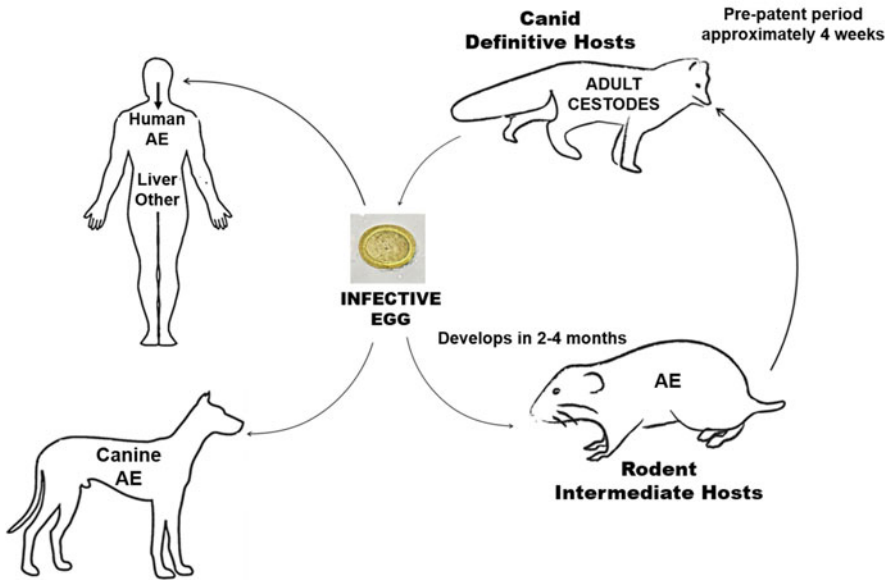 Canid
Definitive Hosts
Pre-patent period
approximately 4 weeks
ADULT
CESTODES
Human
AE
Liver
Other
INFECTIVE
EGG
Develops in 2-4 months
AE
Rodent
Intermediate Hosts
Canine
AE